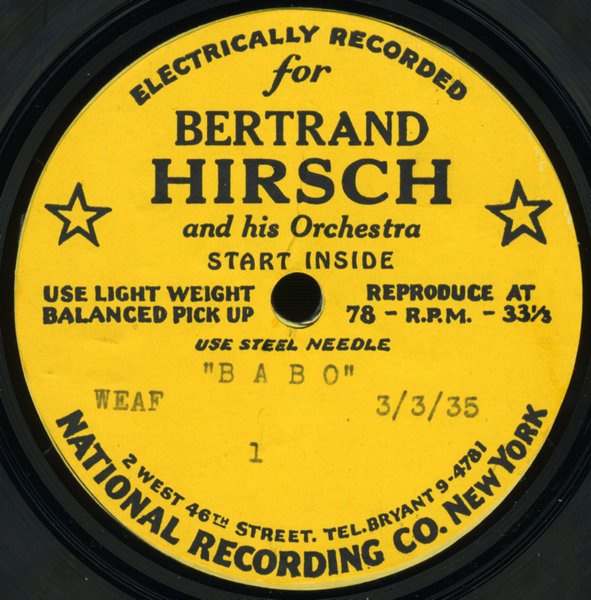 ELECTRICALLY RECORDED
for
BERTRAND
HIRSCH
and his Orchestra
START INSIDE
USE LIGHT WEIGHT
BALANCED PICK UP
REPRODUCE AT
78 - R.P.M. - 33⅓
USE STEEL NEEDLE
"B A B O"
WEAF 3/3/35
1
2 WEST 46TH STREET. TEL. BRYANT 9-4781
NATIONAL RECORDING CO. NEW YORK